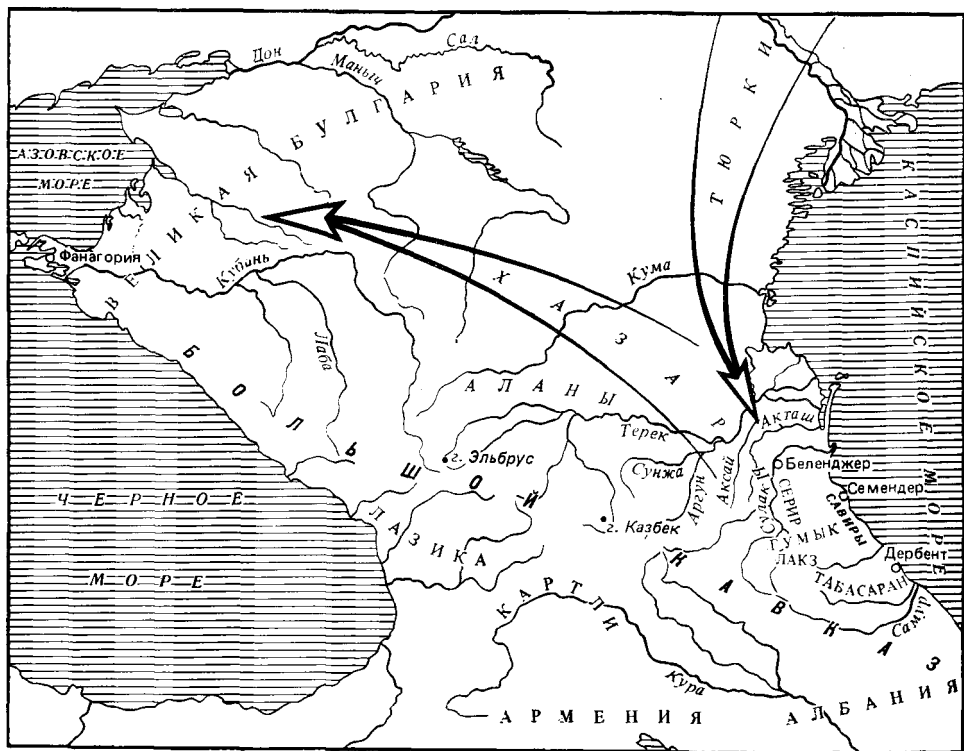 Дон
Сал
Маныч
ВЕЛИКАЯ БУЛГАРИЯ
ТЮРКИ
АЗОВСКОЕ
МОРЕ
КАСПИЙСКОЕ МОРЕ
Фанагория
Кубань
Кума
ХАЗАРЫ
Лаба
АЛАНЫ
Терек
Акташ
БОЛЬШОЙ КАВКАЗ
г. Эльбрус
Сунжа
Аргун
Аксай
Сулак
Беленджер
Семендер
СЕРИР
САВИРЫ
ЧЕРНОЕ
МОРЕ
ЛАЗИКА
г. Казбек
ГУМЫК
ЛАКЗ
Дербент
ТАБАСАРАН
Самур
КАРТЛИ
Кура
АРМЕНИЯ
АЛБАНИЯ